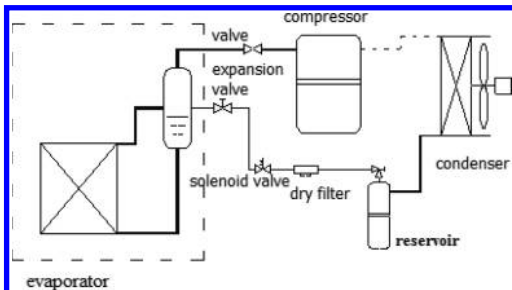 compressor
valve
expansion
valve
solenoid valve
dry filter
condenser
reservoir
evaporator